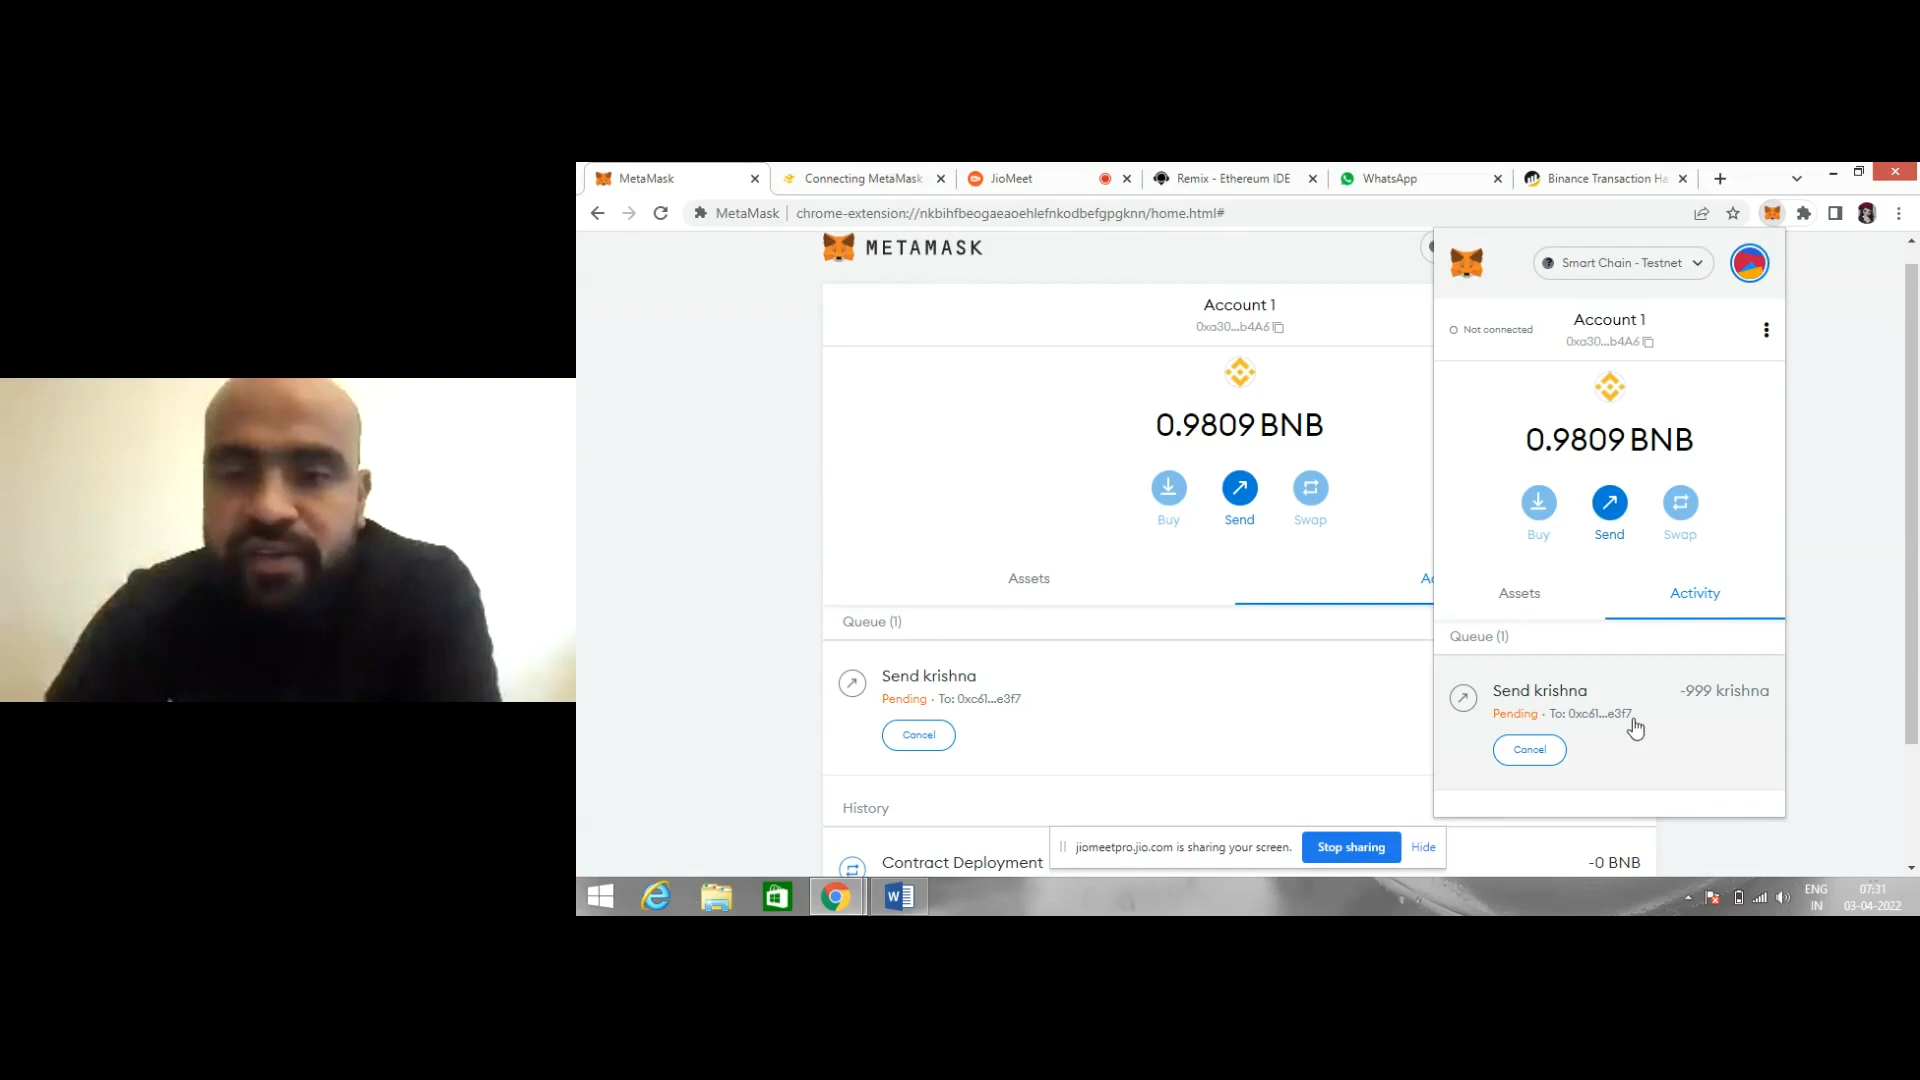 MetaMask
Connecting MetaMask
JioMeet
Remix - Ethereum IDE
WhatsApp
Binance Transaction Ha
MetaMask
chrome-extension://nkbihfbeogaeaoehlefnkodbefgpgknn/home.html#
METAMASK
Account 1
0xa30...b4A6
0.9809 BNB
Buy
Send
Swap
Assets
Ac
Queue (1)
Send krishna
Pending · To: 0xc61...e3f7
Cancel
History
Contract Deployment
-0 BNB
Smart Chain - Testnet
Not connected
Account 1
0xa30...b4A6
0.9809 BNB
Buy
Send
Swap
Assets
Activity
Queue (1)
Send krishna
-999 krishna
Pending · To: 0xc61...e3f7
Cancel
jiomeetpro.jio.com is sharing your screen.
Stop sharing
Hide
ENG
IN
07:31
03-04-2022